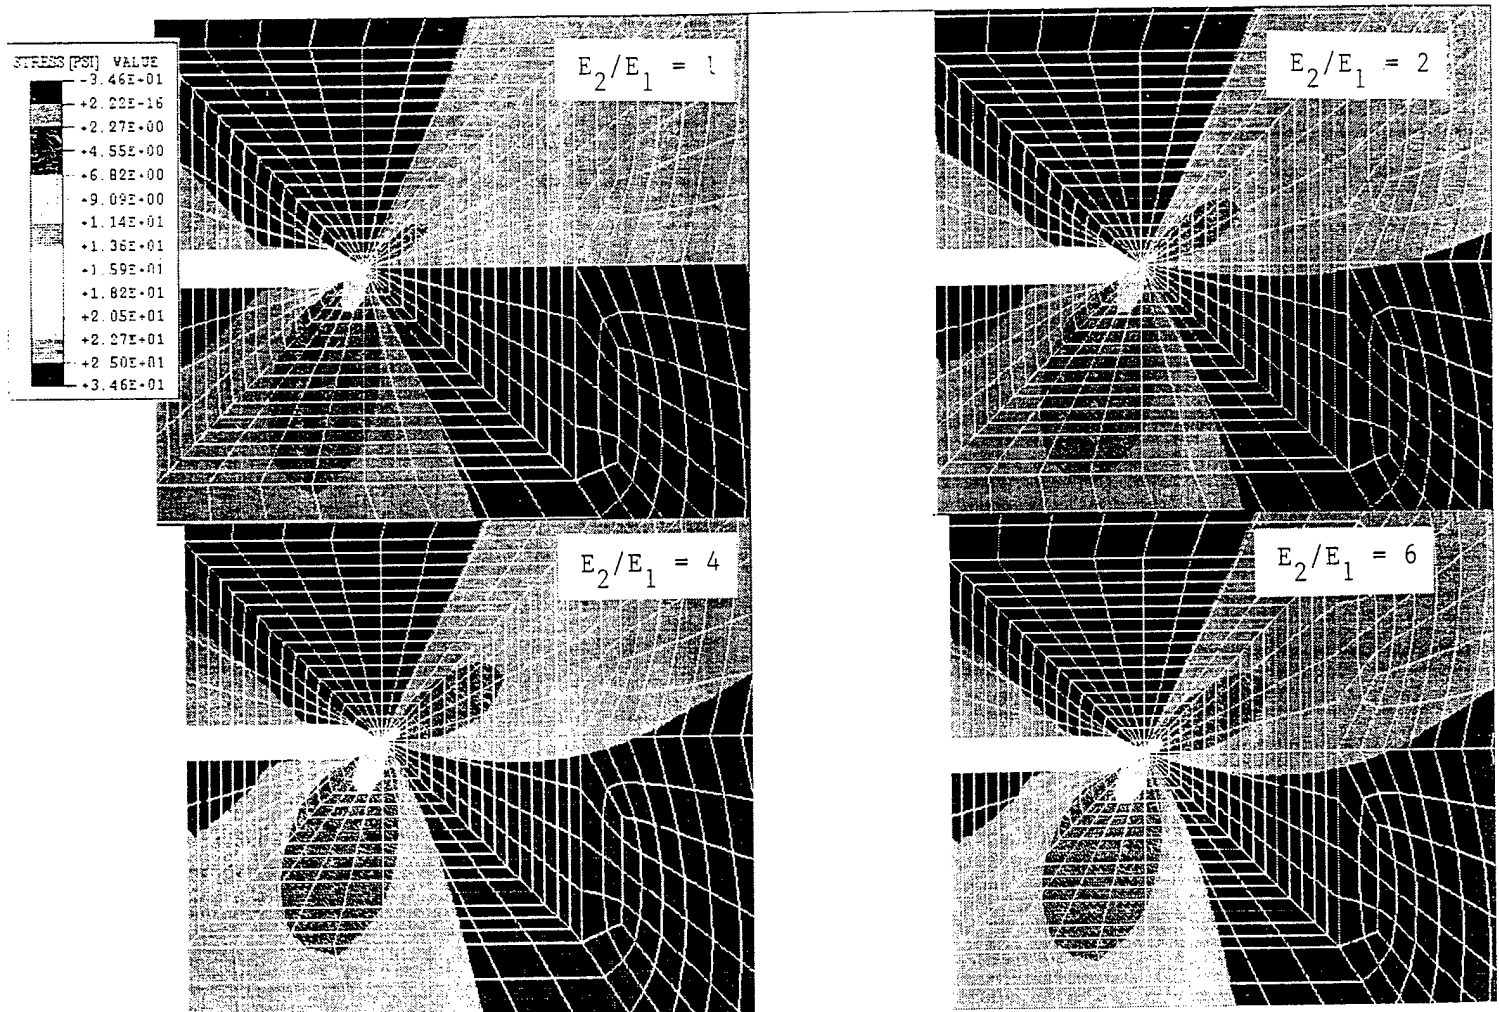 STRESS [PSI] VALUE
-3.46E+01
+2.22E-16
+2.27E+00
+4.55E+00
+6.82E+00
+9.09E+00
+1.14E+01
+1.36E+01
+1.59E+01
+1.82E+01
+2.05E+01
+2.27E+01
+2.50E+01
+3.46E+01
E₂/E₁ = 1
E₂/E₁ = 2
E₂/E₁ = 4
E₂/E₁ = 6